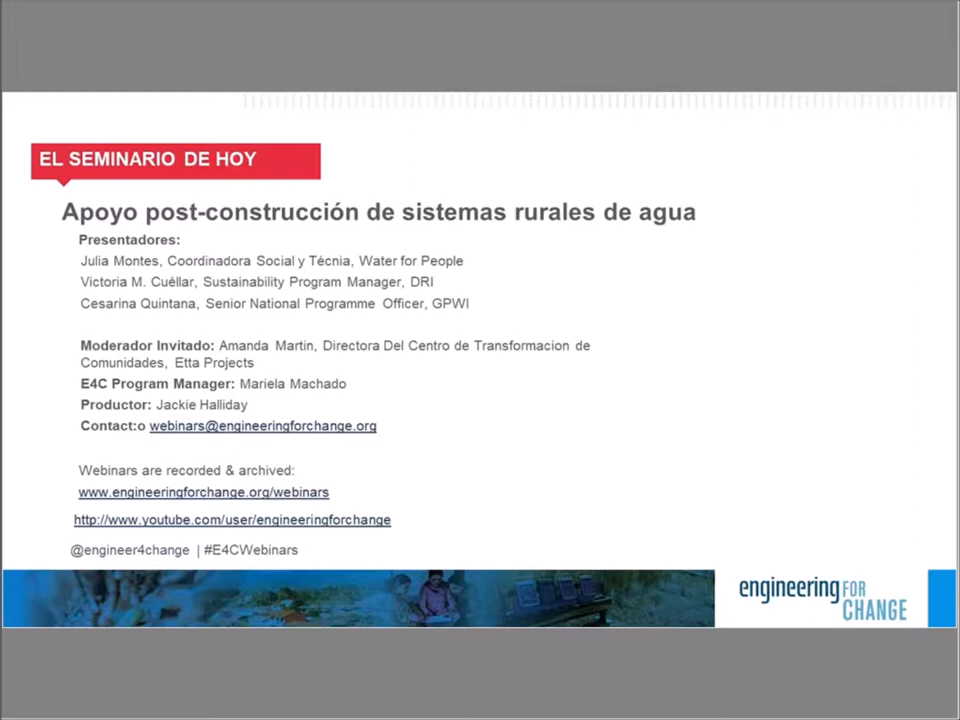 EL SEMINARIO DE HOY
Apoyo post-construcción de sistemas rurales de agua
Presentadores:
Julia Montes, Coordinadora Social y Técnia, Water for People
Victoria M. Cuéllar, Sustainability Program Manager, DRI
Cesarina Quintana, Senior National Programme Officer, GPWI
Moderador Invitado: Amanda Martin, Directora Del Centro de Transformacion de
Comunidades, Etta Projects
E4C Program Manager: Mariela Machado
Productor: Jackie Halliday
Contact:o webinars@engineeringforchange.org
Webinars are recorded & archived:
www.engineeringforchange.org/webinars
http://www.youtube.com/user/engineeringforchange
@engineer4change | #E4CWebinars
engineering FOR
CHANGE